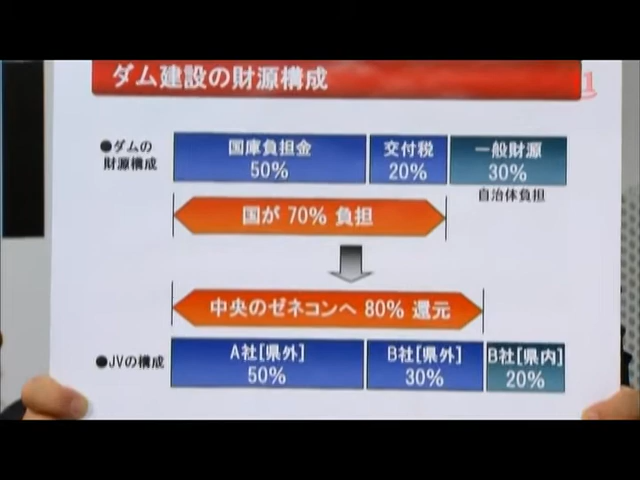 ダム建設の財源構成
1
●ダムの
財源構成
国庫負担金
50%
交付税
20%
一般財源
30%
自治体負担
国が 70% 負担
中央のゼネコンへ 80% 還元
●JVの構成
A社[県外]
50%
B社[県外]
30%
B社[県内]
20%